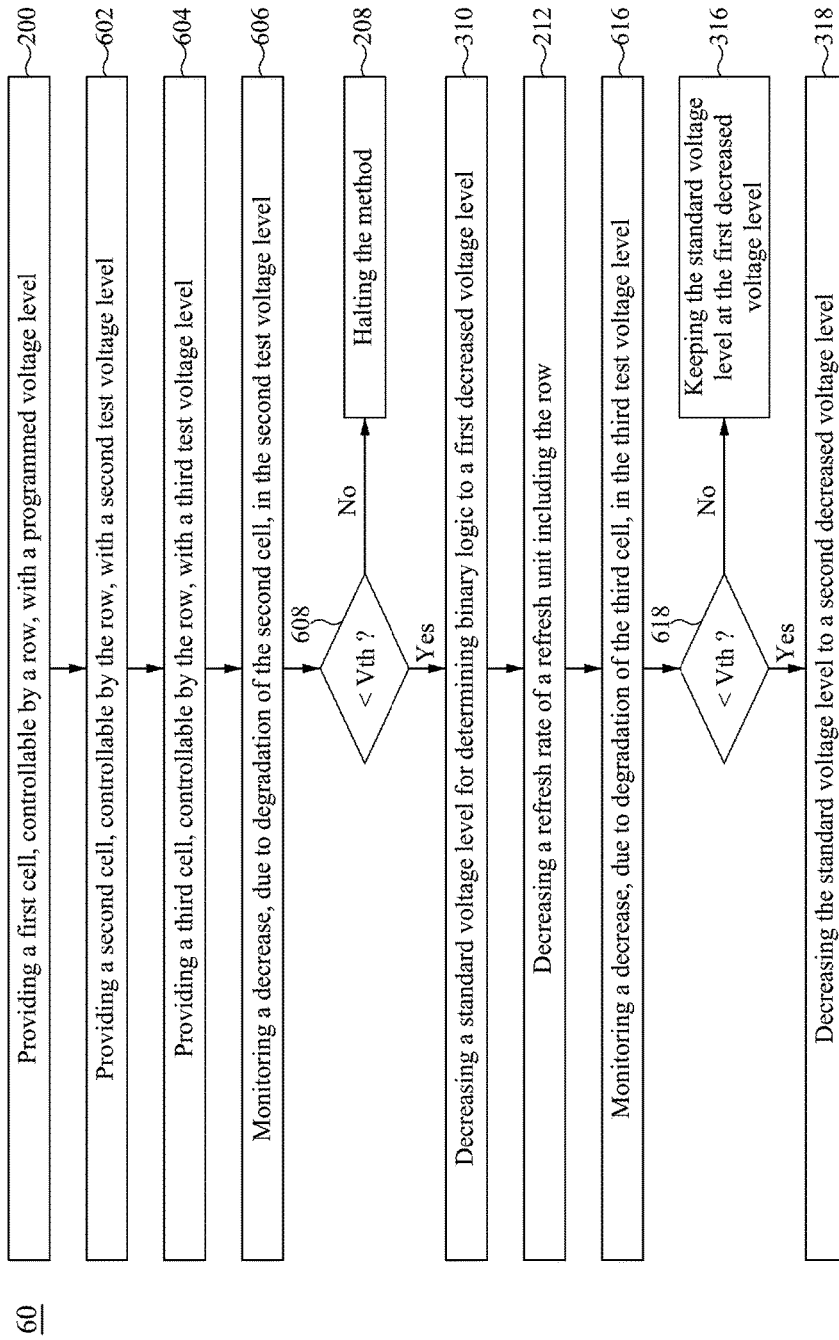 60
Providing a first cell, controllable by a row, with a programmed voltage level 200
Providing a second cell, controllable by the row, with a second test voltage level 602
Providing a third cell, controllable by the row, with a third test voltage level 604
Monitoring a decrease, due to degradation of the second cell, in the second test voltage level 606
608
< Vth ?
No
Halting the method 208
Yes
Decreasing a standard voltage level for determining binary logic to a first decreased voltage level 310
Decreasing a refresh rate of a refresh unit including the row 212
Monitoring a decrease, due to degradation of the third cell, in the third test voltage level 616
618
< Vth ?
No
Keeping the standard voltage 316
level at the first decreased
voltage level
Yes
Decreasing the standard voltage level to a second decreased voltage level 318